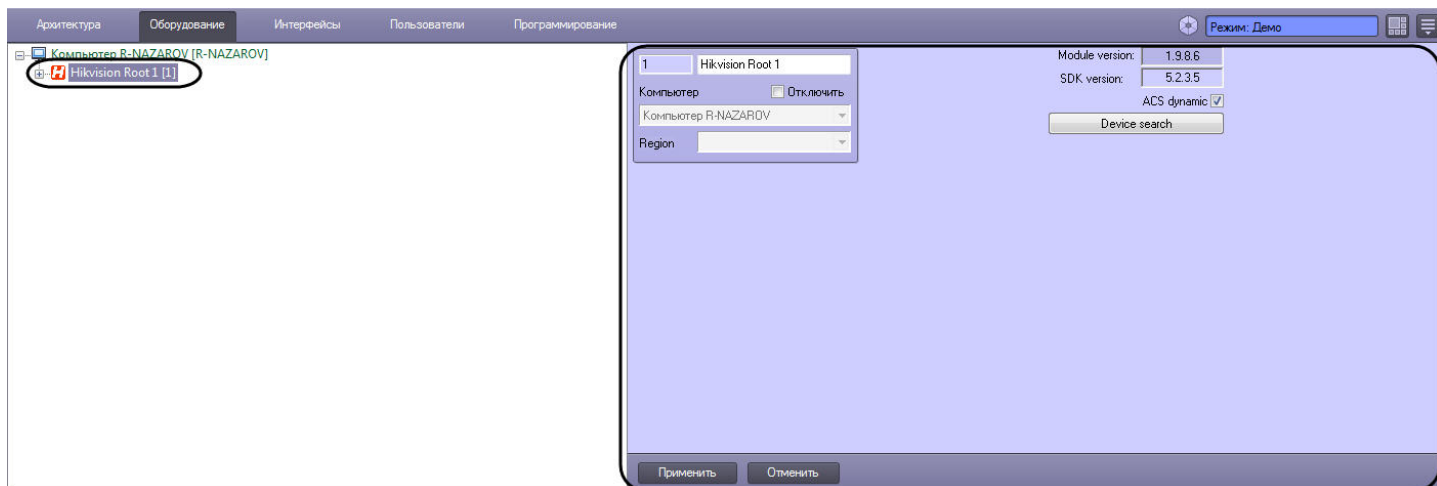 Архитектура Оборудование Интерфейсы Пользователи Программирование Режим: Демо
Компьютер R-NAZAROV [R-NAZAROV]
Hikvision Root 1 [1]
1 Hikvision Root 1
Компьютер Отключить
Компьютер R-NAZAROV
Region
Module version: 1.9.8.6
SDK version: 5.2.3.5
ACS dynamic
Device search
Применить Отменить